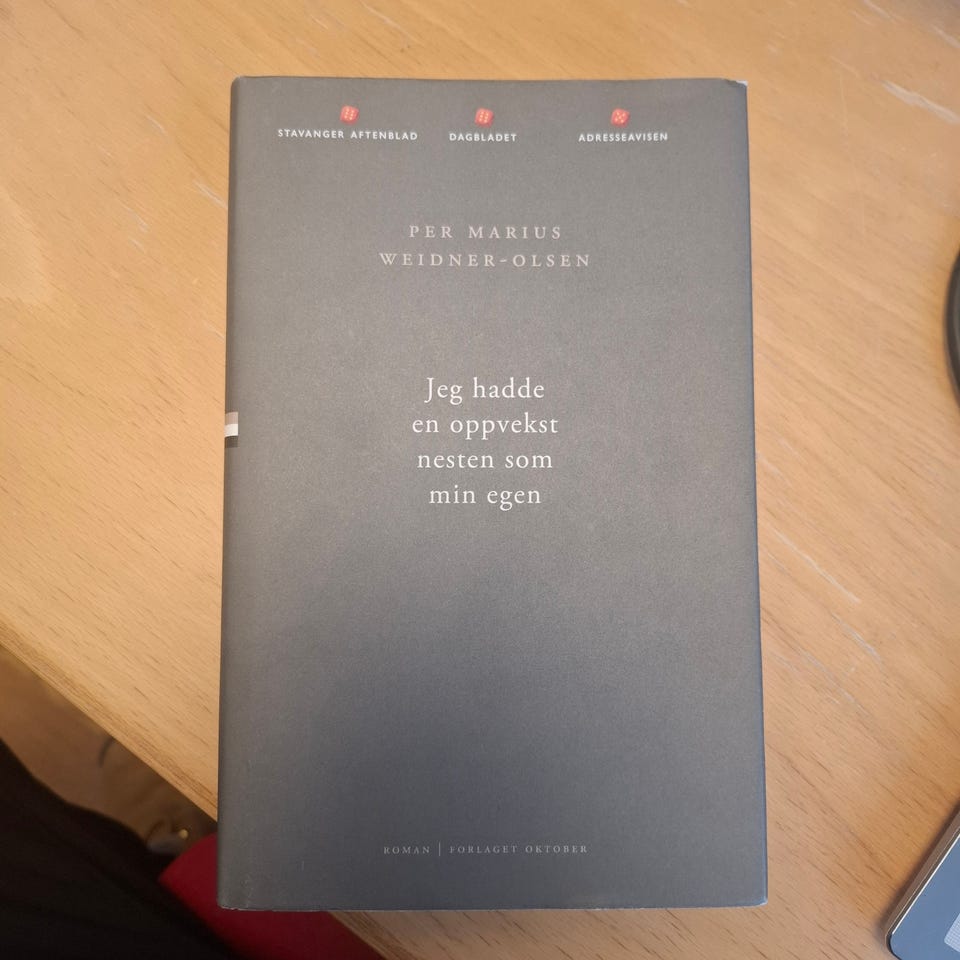 STAVANGER AFTENBLAD DAGBLADET ADRESSEAVISEN
PER MARIUS
WEIDNER-OLSEN
Jeg hadde
en oppvekst
nesten som
min egen
ROMAN | FORLAGET OKTOBER